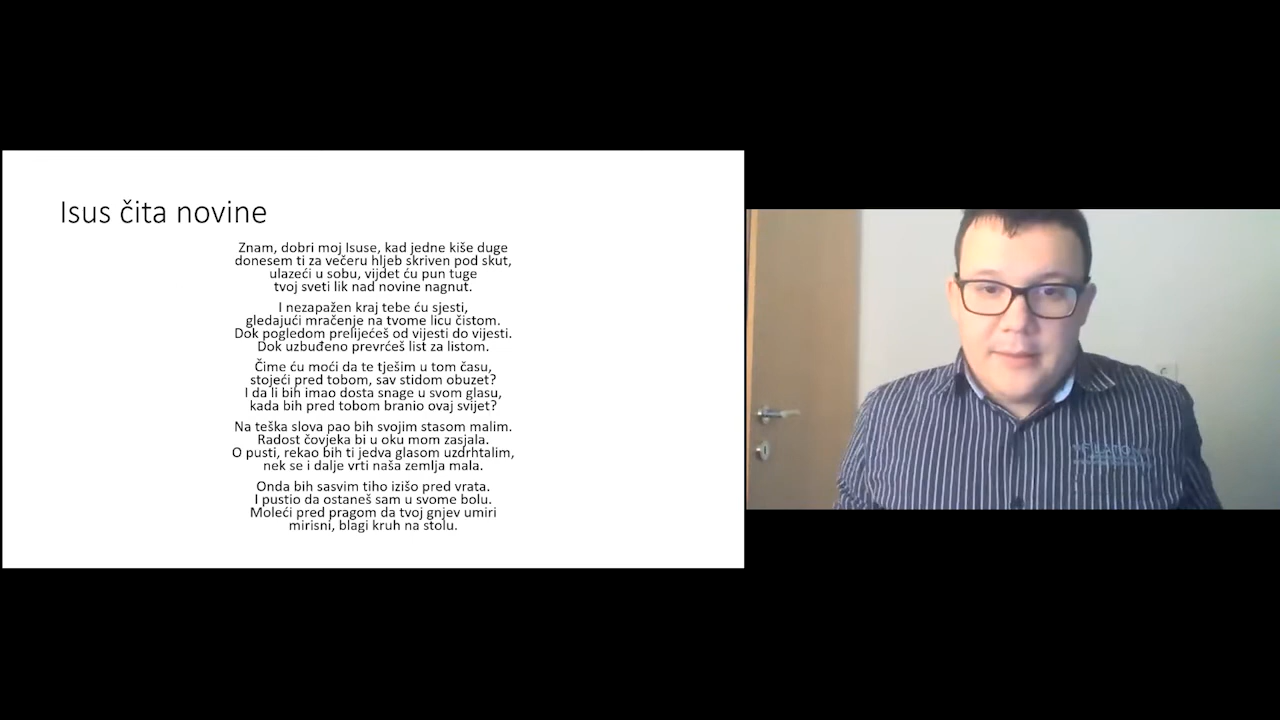 Isus čita novine
Znam, dobri moj Isuse, kad jedne kiše duge
donesem ti za večeru hljeb skriven pod skut,
ulazeći u sobu, vijdet ću pun tuge
tvoj sveti lik nad novine nagnut.
I nezapažen kraj tebe ću sjesti,
gledajući mračenje na tvome licu čistom.
Dok pogledom prelijećeš od vijesti do vijesti.
Dok uzbuđeno prevrćeš list za listom.
Čime ću moći da te tješim u tom času,
stojeći pred tobom, sav stidom obuzet?
I da li bih imao dosta snage u svom glasu,
kada bih pred tobom branio ovaj svijet?
Na teška slova pao bih svojim stasom malim.
Radost čovjeka bi u oku mom zasjala.
O pusti, rekao bih ti jedva glasom uzdrhtalim,
nek se i dalje vrti naša zemlja mala.
Onda bih sasvim tiho izišo pred vrata.
I pustio da ostaneš sam u svome bolu.
Moleći pred pragom da tvoj gnjev umiri
mirisni, blagi kruh na stolu.